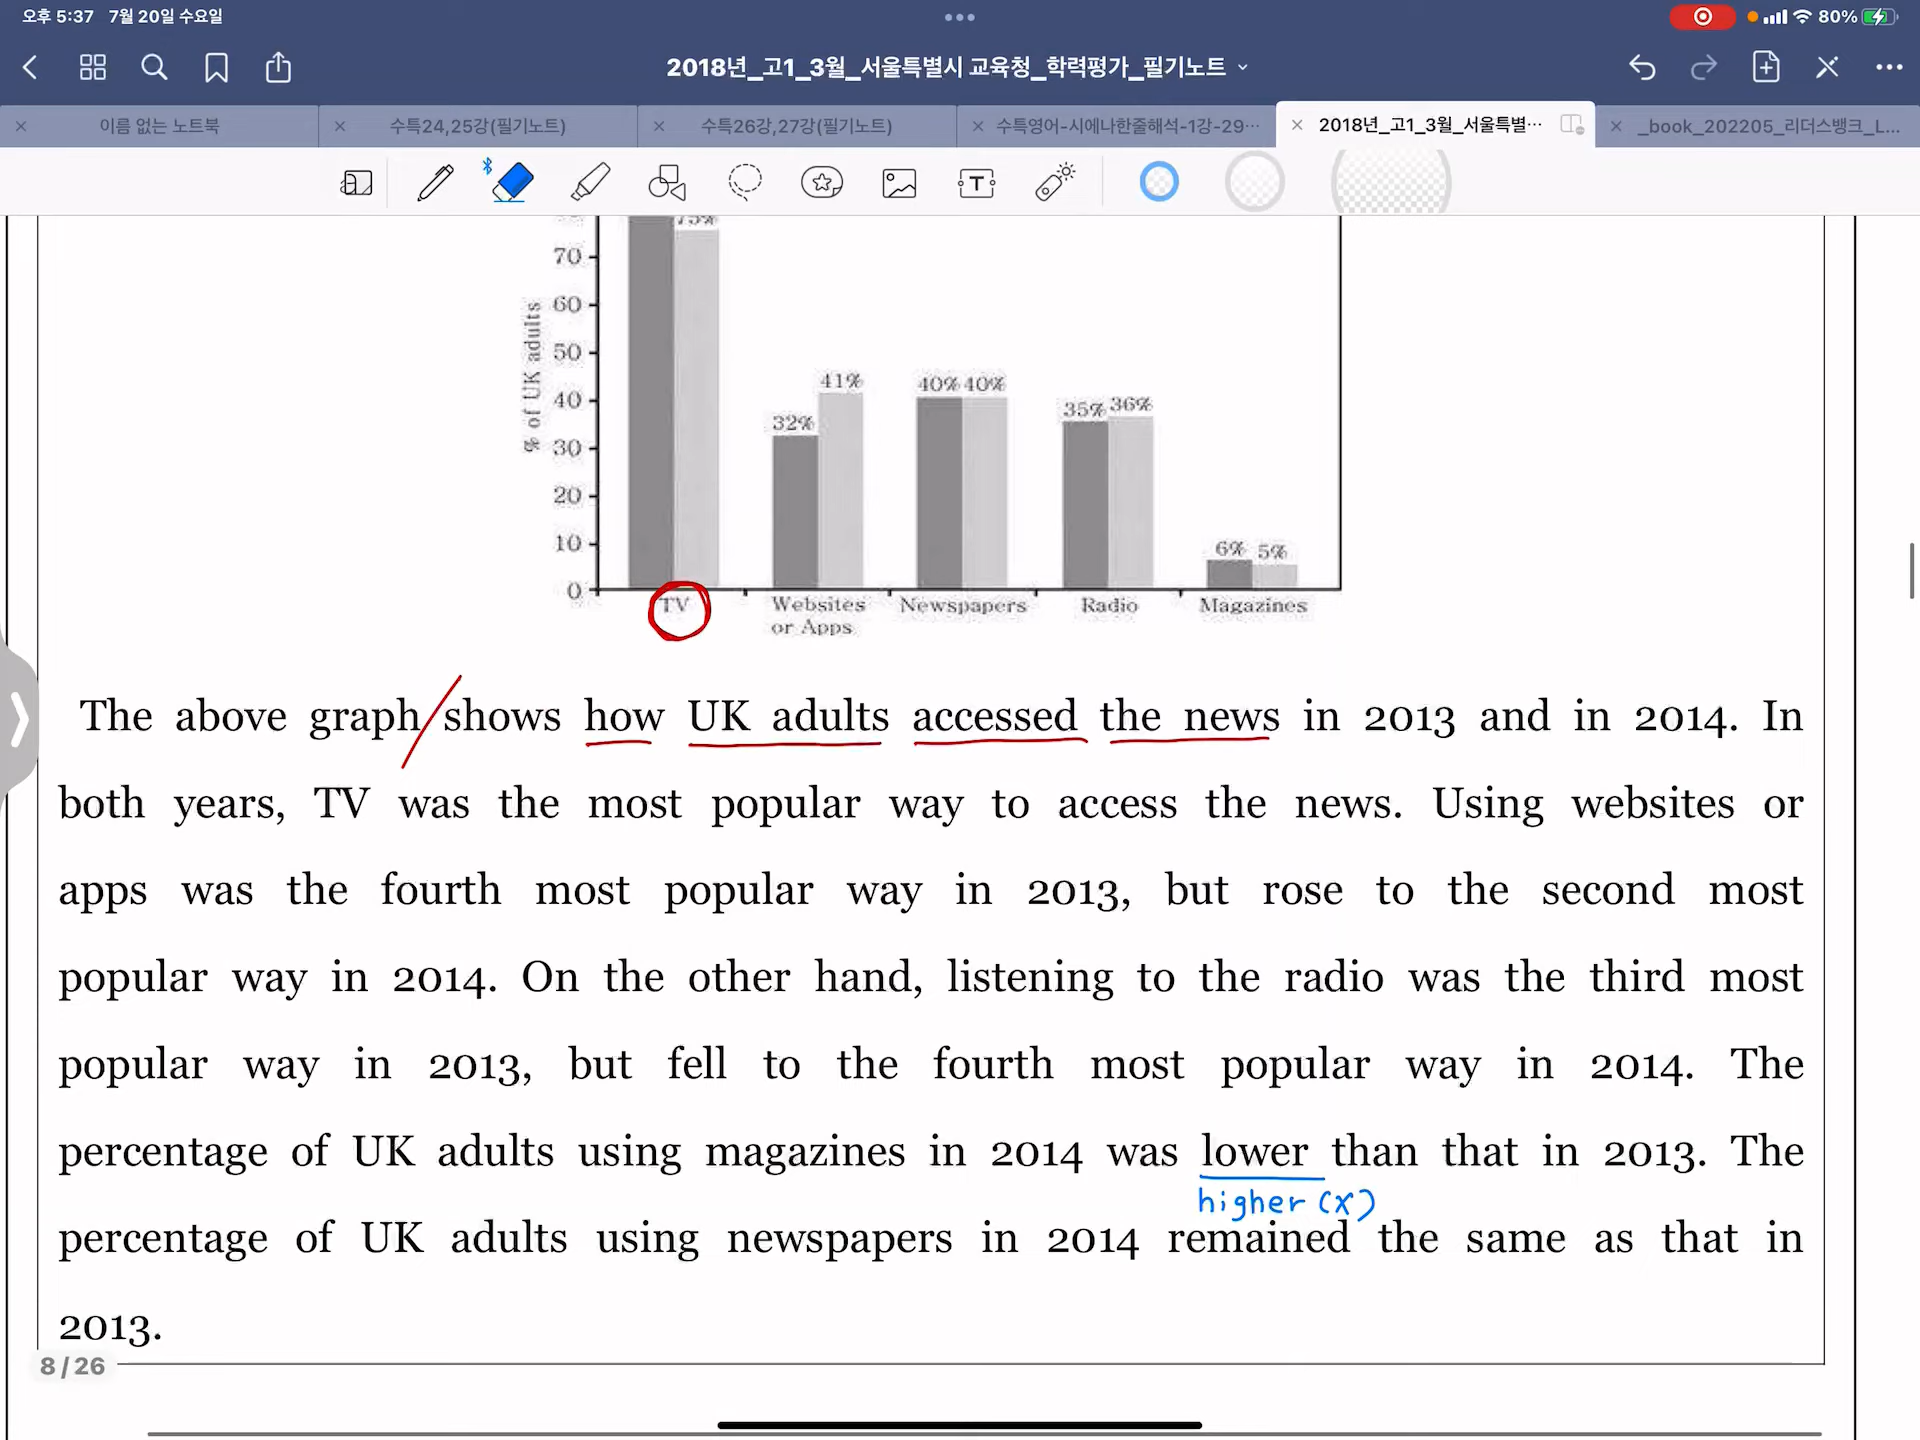 오후 5:37 7월 20일 수요일
80%
2018년_고1_3월_서울특별시 교육청_학력평가_필기노트
이름 없는 노트북
수특24,25강(필기노트)
수특26강,27강(필기노트)
수특영어-시에나한줄해석-1강-29…
2018년_고1_3월_서울특별…
_book_202205_리더스뱅크_L...
75%
70
60
50
40
30
20
10
0
% of UK adults
32% 41%
40% 40%
35% 36%
6% 5%
TV
Websites
or Apps
Newspapers
Radio
Magazines
The above graph shows how UK adults accessed the news in 2013 and in 2014. In
both years, TV was the most popular way to access the news. Using websites or
apps was the fourth most popular way in 2013, but rose to the second most
popular way in 2014. On the other hand, listening to the radio was the third most
popular way in 2013, but fell to the fourth most popular way in 2014. The
percentage of UK adults using magazines in 2014 was lower than that in 2013. The
higher (x)
percentage of UK adults using newspapers in 2014 remained the same as that in
2013.
8/26